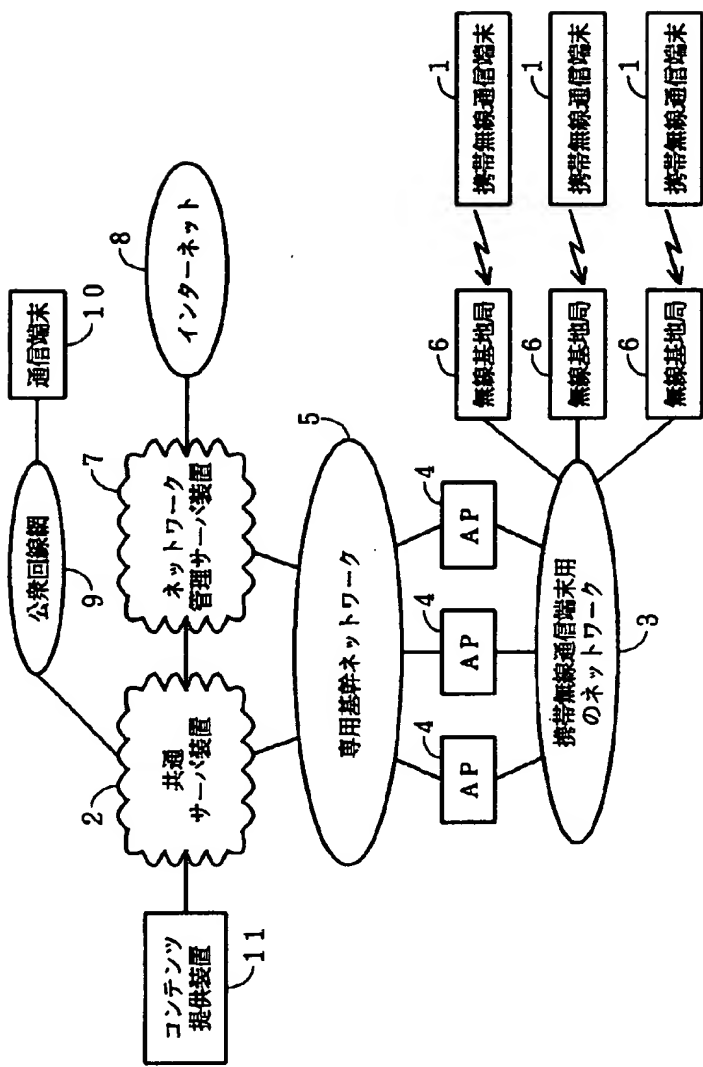 通信端末
10
公衆回線網
9
インターネット
8
コンテンツ
提供装置
11
共通
サーバ装置
2
ネットワーク
管理サーバ装置
7
専用基幹ネットワーク
5
AP
4
AP
4
AP
4
携帯無線通信端末用
のネットワーク
3
無線基地局
6
無線基地局
6
無線基地局
6
携帯無線通信端末
1
携帯無線通信端末
1
携帯無線通信端末
1